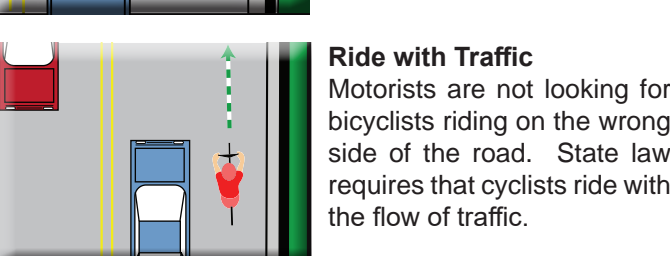 Ride with Traffic
Motorists are not looking for
bicyclists riding on the wrong
side of the road. State law
requires that cyclists ride with
the flow of traffic.